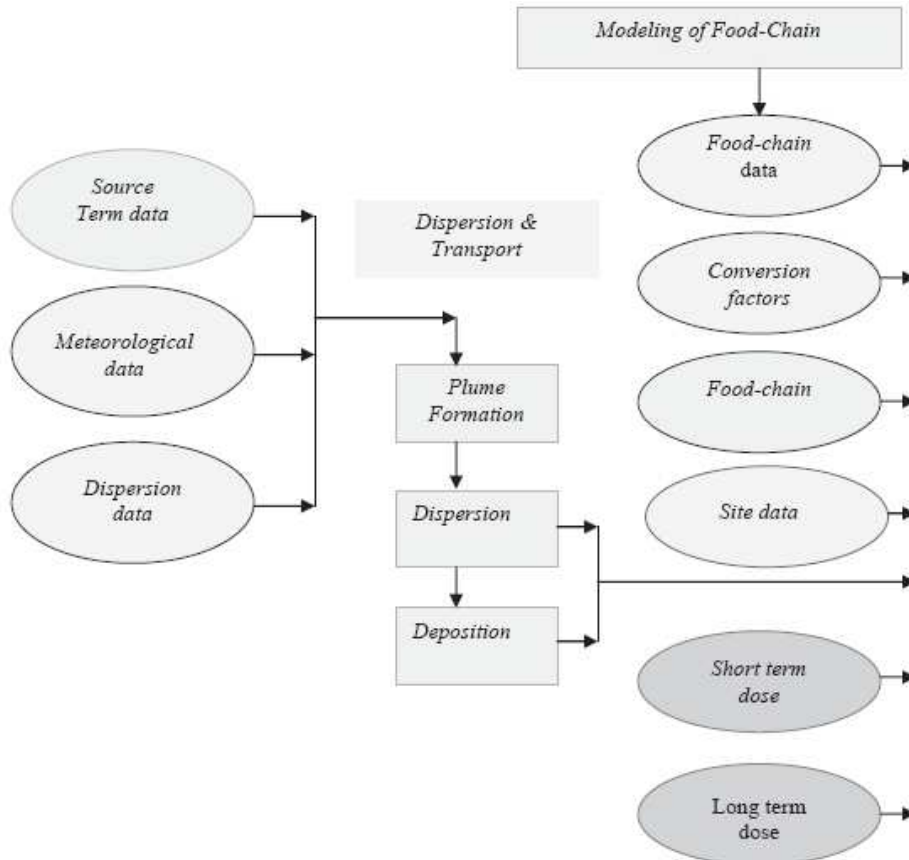 Modeling of Food-Chain
Food-chain
data
Source
Term data
Dispersion &
Transport
Conversion
factors
Meteorological
data
Plume
Formation
Food-chain
Dispersion
data
Dispersion
Site data
Deposition
Short term
dose
Long term
dose